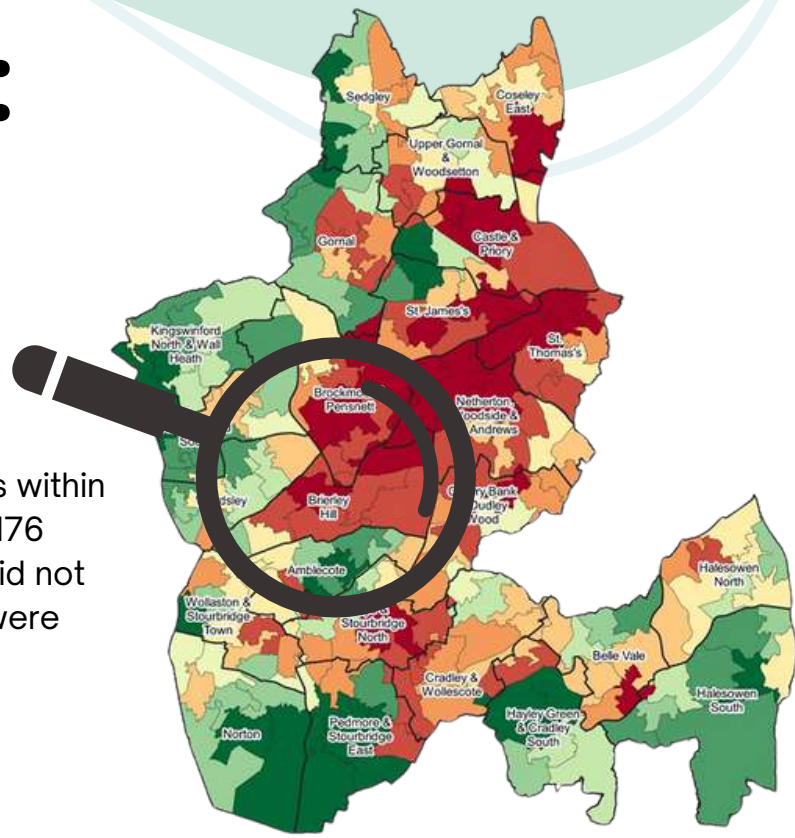 Sedgley
Coseley
East
Upper Gornal
&
Woodsetton
Gornal
Castle &
Priory
St. James's
St.
Thomas's
Kingswinford
North & Wall
Heath
Netherton,
&
Andrews
Brierley
Hill
Wood
s within
176
id not
were
Amblecote
Wollaston &
Stourbridge
Town
&
Stourbridge
North
Cradley &
Wollescote
Halesowen
North
Belle Vale
Halesowen
South
Hayley Green
& Cradley
South
Norton
Pedmore &
Stourbridge
East